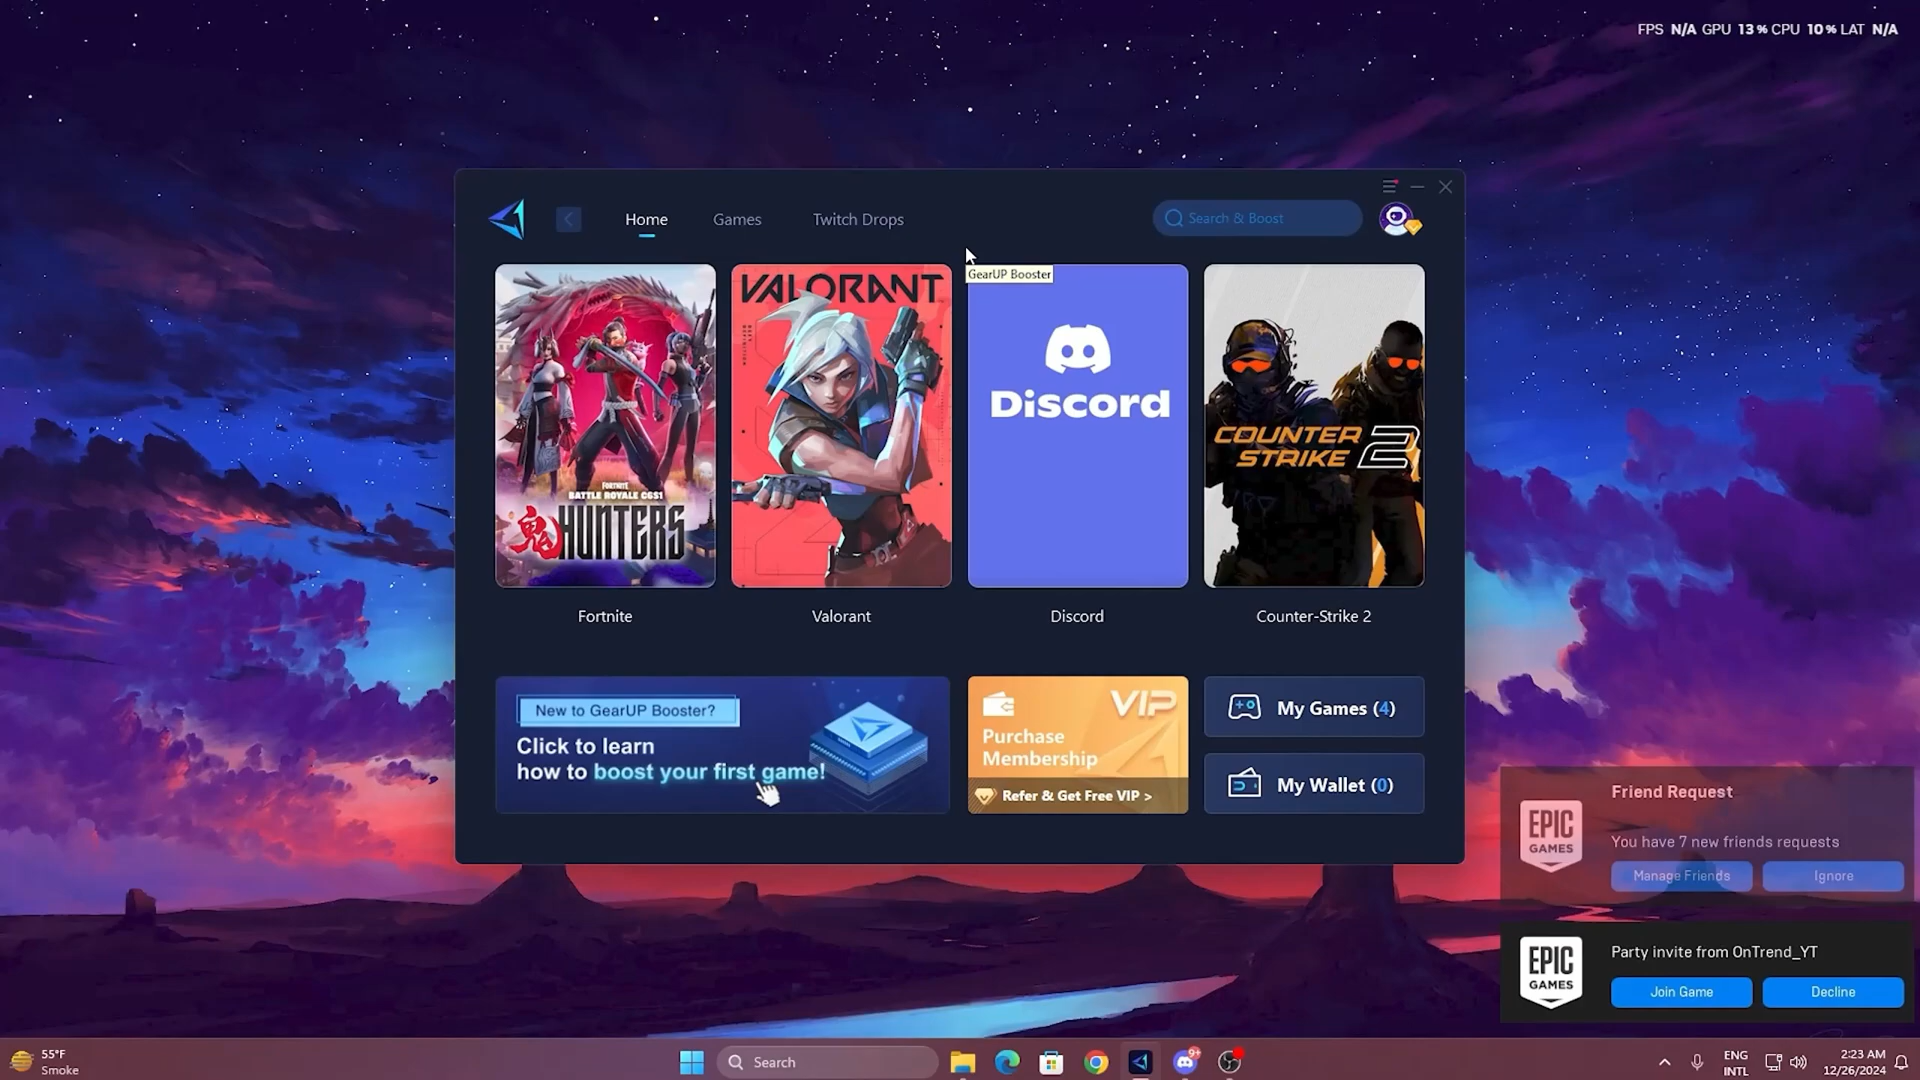 FPS N/A GPU 13% CPU 10% LAT N/A
Home
Games
Twitch Drops
Search & Boost
GearUP Booster
FORTNITE
BATTLE ROYALE C6S1
鬼 HUNTERS
VALORANT
Discord
COUNTER
STRIKE 2
Fortnite
Valorant
Discord
Counter-Strike 2
New to GearUP Booster?
Click to learn
how to boost your first game!
VIP
Purchase
Membership
Refer & Get Free VIP >
My Games (4)
My Wallet (0)
EPIC
GAMES
Friend Request
You have 7 new friends requests
Manage Friends
Ignore
EPIC
GAMES
Party invite from OnTrend_YT
Join Game
Decline
55°F
Smoke
Search
9+
ENG
INTL
2:23 AM
12/26/2024